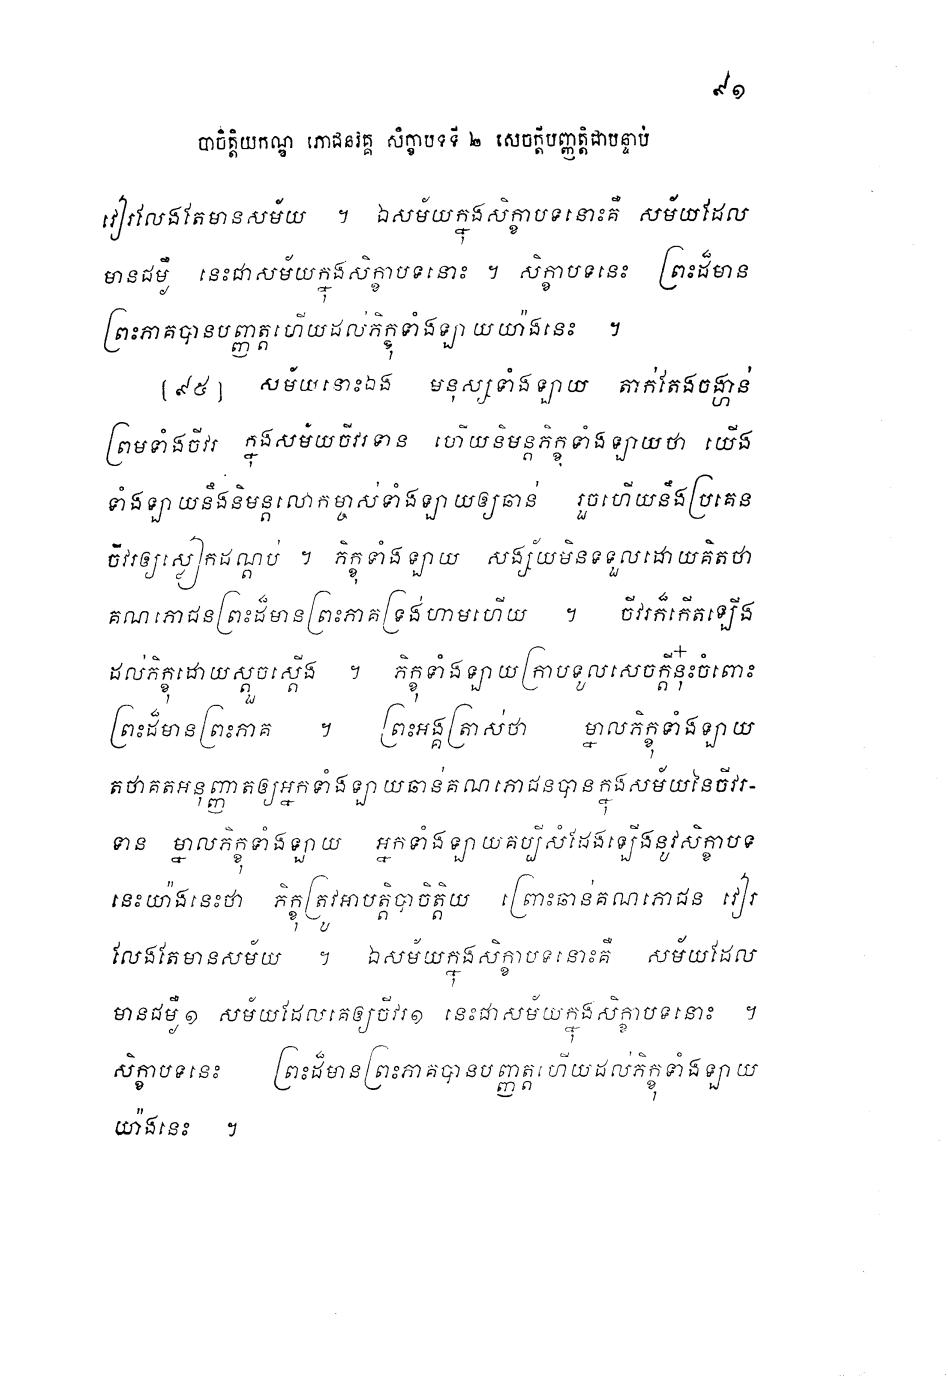 ៩១
បាចិត្តិយកណ្ឌ ភោជនវគ្គ សិក្ខាបទទី ២ សេចក្តីបញ្ញត្តិជាបន្ទាប់
វៀរលែងតែមានសម័យ ។ ឯសម័យក្នុងសិក្ខាបទនោះគឺ សម័យដែល
មានជម្ងឺ នេះជាសម័យក្នុងសិក្ខាបទនោះ ។ សិក្ខាបទនេះ ព្រះដ៏មាន
ព្រះភាគបានបញ្ញត្តហើយដល់ភិក្ខុទាំងឡាយយ៉ាងនេះ ។
[៩៥] សម័យនោះឯង មនុស្សទាំងឡាយ តាក់តែងចង្ហាន់
ព្រមទាំងចីវរ ក្នុងសម័យចីវរទាន ហើយនិមន្តភិក្ខុទាំងឡាយថា យើង
ទាំងឡាយនឹងនិមន្តលោកម្ចាស់ទាំងឡាយឲ្យឆាន់ រួចហើយនឹងប្រគេន
ចីវរឲ្យស្លៀកដណ្តប់ ។ ភិក្ខុទាំងឡាយ សង្ស័យមិនទទួលដោយគិតថា
គណភោជនព្រះដ៏មានព្រះភាគទ្រង់ហាមហើយ ។ ចីវរក៏កើតឡើង
ដល់ភិក្ខុដោយស្តួចស្តើង ។ ភិក្ខុទាំងឡាយក្រាបទូលសេចក្តីនុ៎ះចំពោះ
ព្រះដ៏មានព្រះភាគ ។ ព្រះអង្គត្រាស់ថា ម្នាលភិក្ខុទាំងឡាយ
តថាគតអនុញ្ញាតឲ្យអ្នកទាំងឡាយឆាន់គណភោជនបានក្នុងសម័យនៃចីវរ-
ទាន ម្នាលភិក្ខុទាំងឡាយ អ្នកទាំងឡាយគប្បីសំដែងឡើងនូវសិក្ខាបទ
នេះយ៉ាងនេះថា ភិក្ខុត្រូវអាបត្តិបាចិត្តិយ ព្រោះឆាន់គណភោជន វៀរ
លែងតែមានសម័យ ។ ឯសម័យក្នុងសិក្ខាបទនោះគឺ សម័យដែល
មានជម្ងឺ១ សម័យដែលគេឲ្យចីវរ១ នេះជាសម័យក្នុងសិក្ខាបទនោះ ។
សិក្ខាបទនេះ ព្រះដ៏មានព្រះភាគបានបញ្ញត្តហើយដល់ភិក្ខុទាំងឡាយ
យ៉ាងនេះ ។